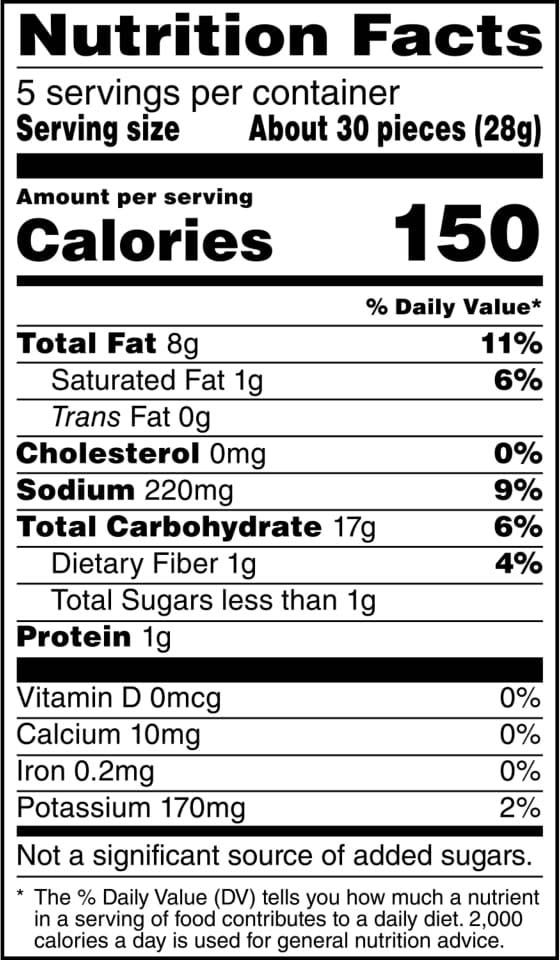 Nutrition Facts
5 servings per container
Serving size About 30 pieces (28g)
Amount per serving
Calories 150
% Daily Value*
Total Fat 8g 11%
Saturated Fat 1g 6%
Trans Fat 0g
Cholesterol 0mg 0%
Sodium 220mg 9%
Total Carbohydrate 17g 6%
Dietary Fiber 1g 4%
Total Sugars less than 1g
Protein 1g
Vitamin D 0mcg 0%
Calcium 10mg 0%
Iron 0.2mg 0%
Potassium 170mg 2%
Not a significant source of added sugars.
* The % Daily Value (DV) tells you how much a nutrient
in a serving of food contributes to a daily diet. 2,000
calories a day is used for general nutrition advice.